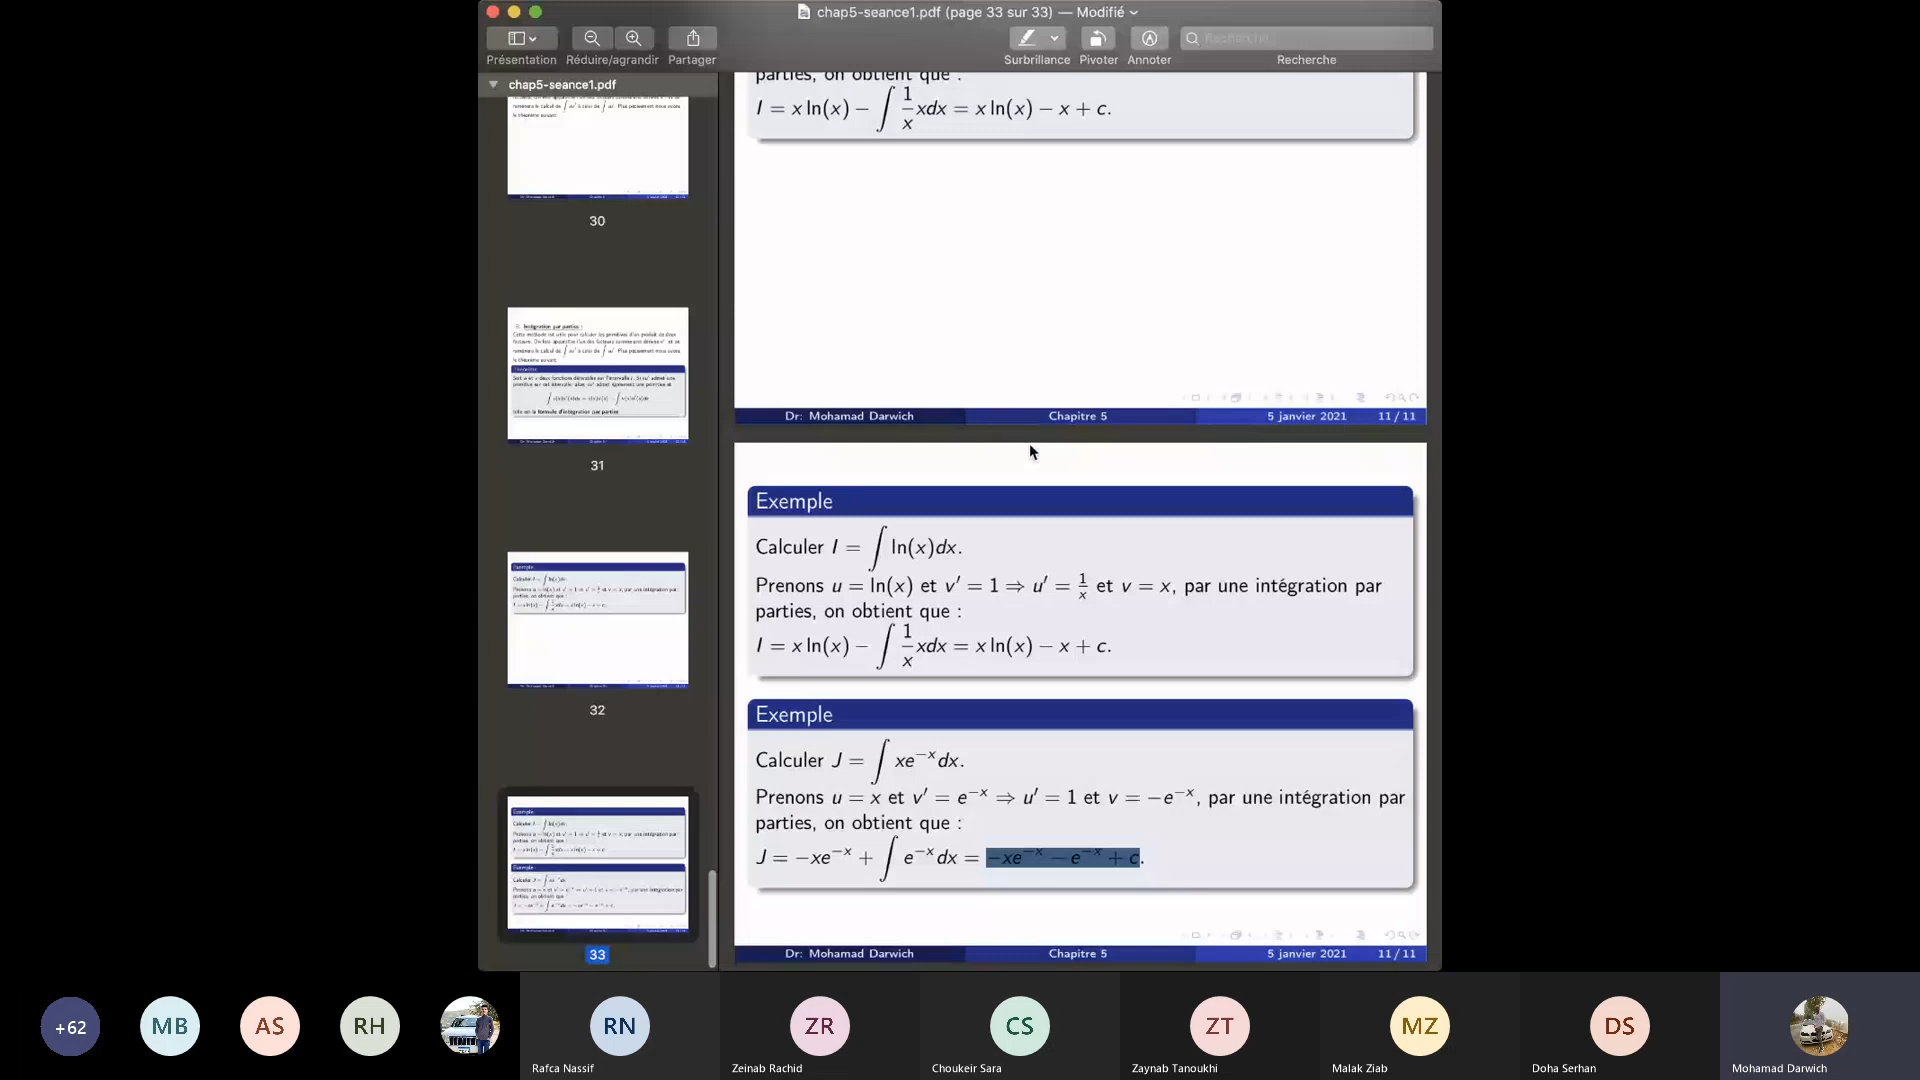 chap5-seance1.pdf (page 33 sur 33) — Modifié
Présentation Réduire/agrandir Partager Surbrillance Pivoter Annoter Recherche
Recherche
chap5-seance1.pdf
30
31
32
33
Intégration par parties :
parties, on obtient que :
I = x ln(x) − ∫ 1/x xdx = x ln(x) − x + c.
Dr: Mohamad Darwich Chapitre 5 5 janvier 2021 11 / 11
Exemple
Calculer I = ∫ ln(x)dx.
Prenons u = ln(x) et v′ = 1 ⇒ u′ = 1/x et v = x, par une intégration par
parties, on obtient que :
I = x ln(x) − ∫ 1/x xdx = x ln(x) − x + c.
Exemple
Calculer J = ∫ xe⁻ˣdx.
Prenons u = x et v′ = e⁻ˣ ⇒ u′ = 1 et v = −e⁻ˣ, par une intégration par
parties, on obtient que :
J = −xe⁻ˣ + ∫ e⁻ˣdx = −xe⁻ˣ − e⁻ˣ + c.
Dr: Mohamad Darwich Chapitre 5 5 janvier 2021 11 / 11
+62 MB AS RH RN ZR CS ZT MZ DS
Rafca Nassif Zeinab Rachid Choukeir Sara Zaynab Tanoukhi Malak Ziab Doha Serhan Mohamad Darwich